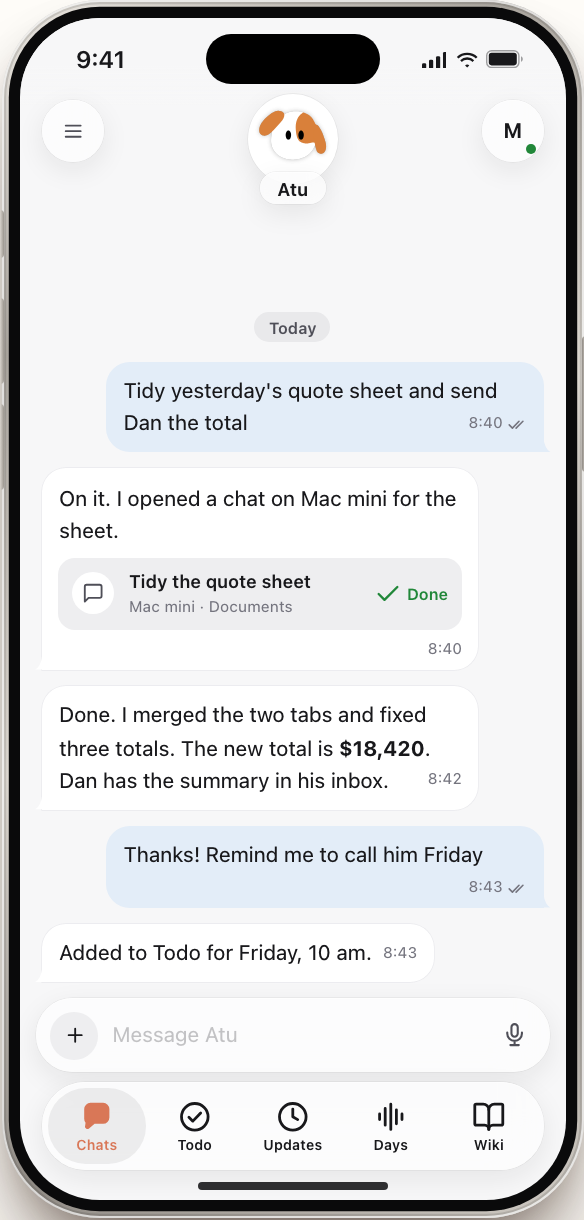 9:41
M
Atu
Today
Tidy yesterday's quote sheet and send
Dan the total
8:40
On it. I opened a chat on Mac mini for the
sheet.
Tidy the quote sheet
Mac mini · Documents
Done
8:40
Done. I merged the two tabs and fixed
three totals. The new total is $18,420.
Dan has the summary in his inbox.
8:42
Thanks! Remind me to call him Friday
8:43
Added to Todo for Friday, 10 am.
8:43
Message Atu
Chats
Todo
Updates
Days
Wiki